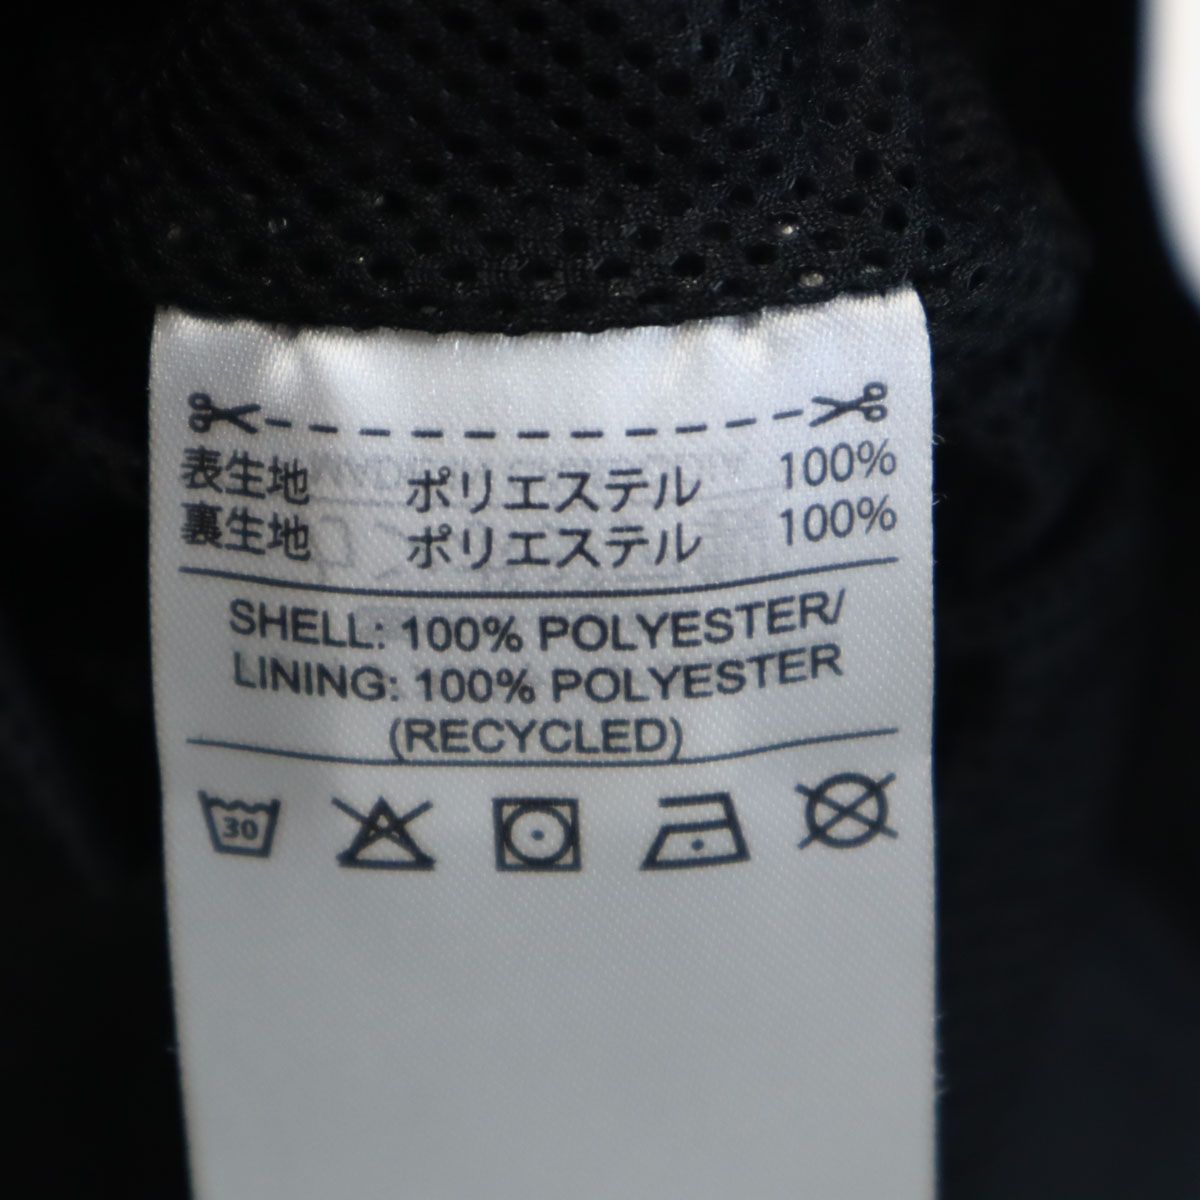 表生地 ポリエステル 100%
裏生地 ポリエステル 100%
SHELL: 100% POLYESTER/
LINING: 100% POLYESTER
(RECYCLED)
30